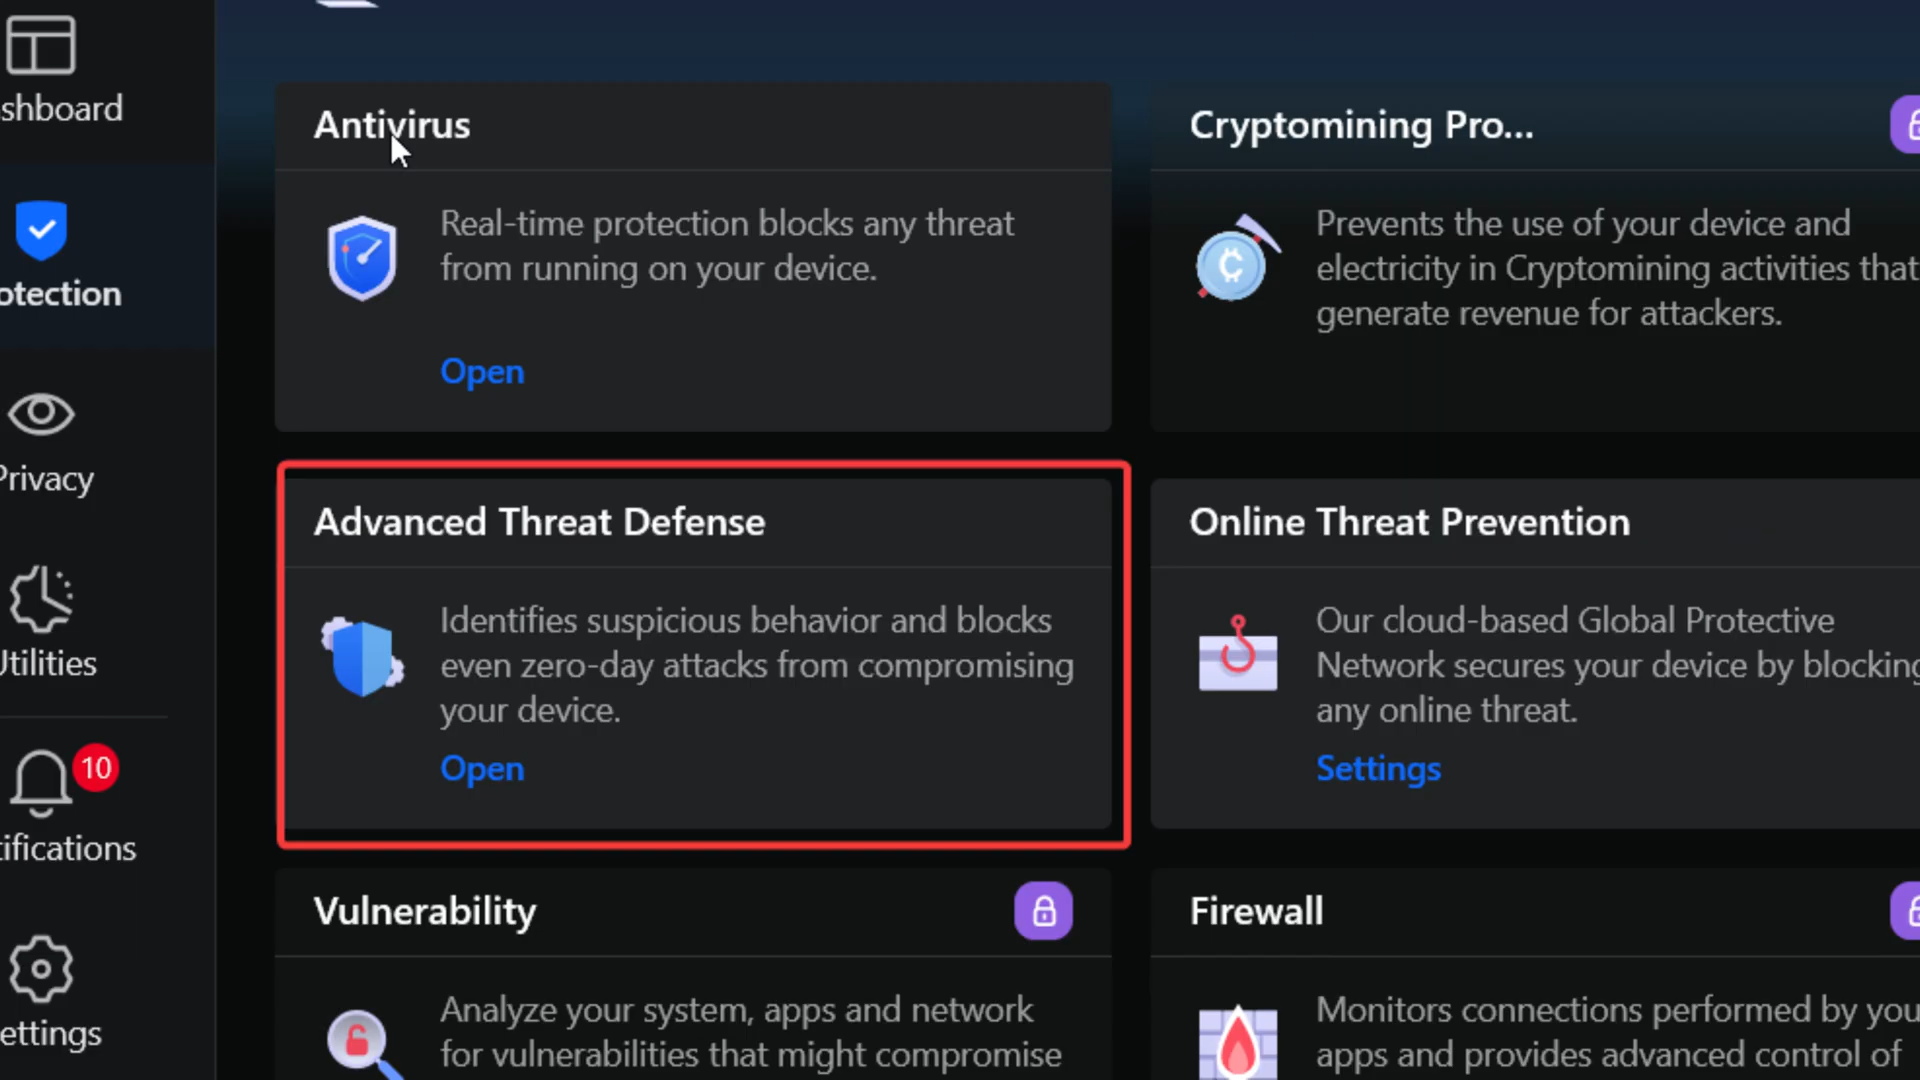 shboard
otection
Privacy
Utilities
10
tifications
ettings
Antivirus
Real-time protection blocks any threat
from running on your device.
Open
Cryptomining Pro...
Prevents the use of your device and
electricity in Cryptomining activities that
generate revenue for attackers.
Advanced Threat Defense
Identifies suspicious behavior and blocks
even zero-day attacks from compromising
your device.
Open
Online Threat Prevention
Our cloud-based Global Protective
Network secures your device by blocking
any online threat.
Settings
Vulnerability
Analyze your system, apps and network
for vulnerabilities that might compromise
Firewall
Monitors connections performed by you
apps and provides advanced control of